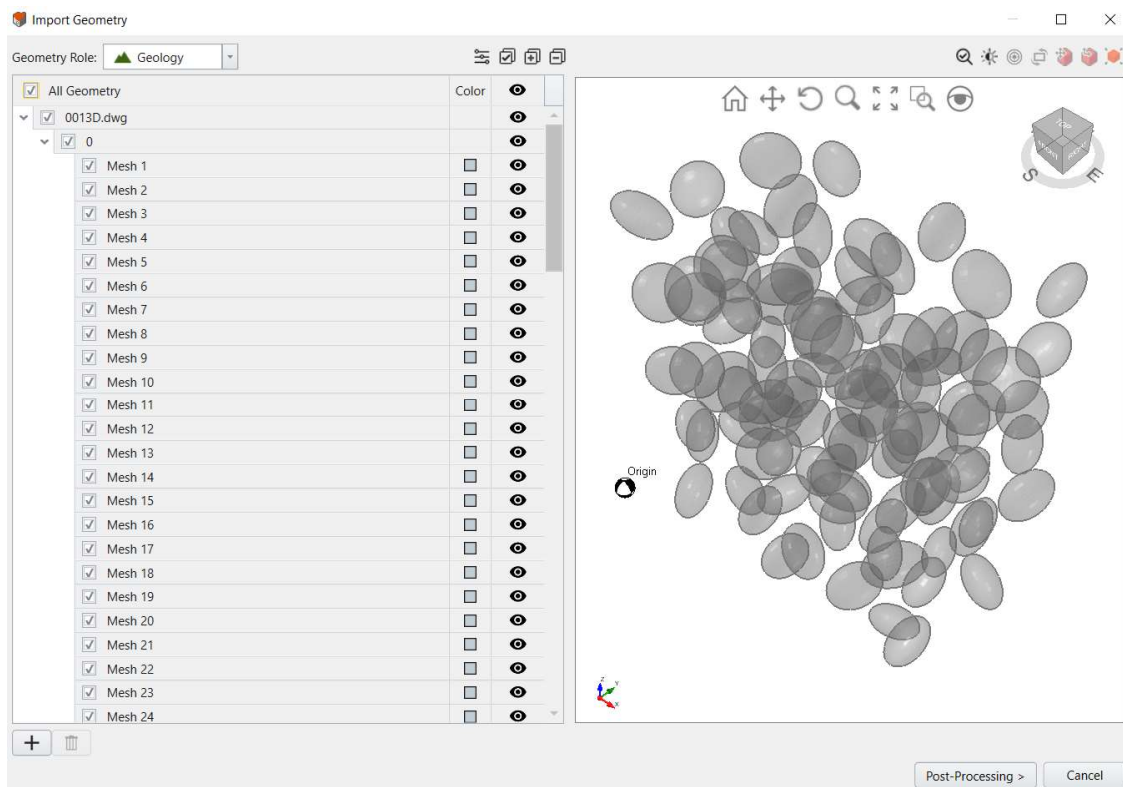 Import Geometry
Geometry Role: Geology
All Geometry Color
0013D.dwg
0
Mesh 1
Mesh 2
Mesh 3
Mesh 4
Mesh 5
Mesh 6
Mesh 7
Mesh 8
Mesh 9
Mesh 10
Mesh 11
Mesh 12
Mesh 13
Mesh 14
Mesh 15
Mesh 16
Mesh 17
Mesh 18
Mesh 19
Mesh 20
Mesh 21
Mesh 22
Mesh 23
Mesh 24
TOP
FRONT RIGHT
S E
Origin
Z Y
X
Post-Processing > Cancel